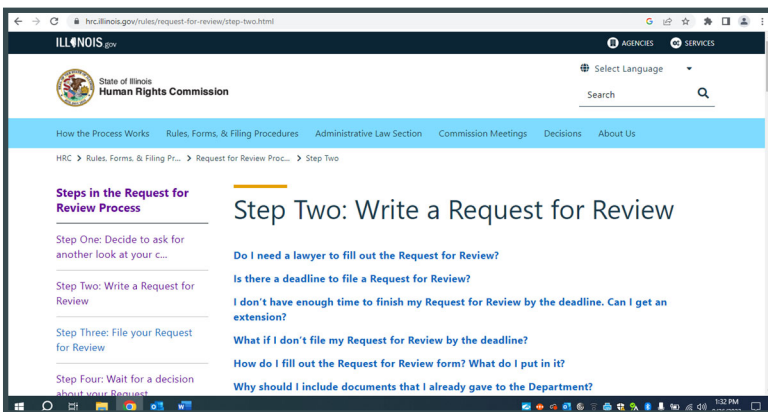 hrc.illinois.gov/rules/request-for-review/step-two.html
ILLINOIS.gov
AGENCIES
SERVICES
State of Illinois
Human Rights Commission
Select Language
Search
How the Process Works
Rules, Forms, & Filing Procedures
Administrative Law Section
Commission Meetings
Decisions
About Us
HRC > Rules, Forms, & Filing Pr... > Request for Review Proc... > Step Two
Steps in the Request for
Review Process
Step One: Decide to ask for
another look at your c...
Step Two: Write a Request for
Review
Step Three: File your Request
for Review
Step Four: Wait for a decision
about your Request
Step Two: Write a Request for Review
Do I need a lawyer to fill out the Request for Review?
Is there a deadline to file a Request for Review?
I don't have enough time to finish my Request for Review by the deadline. Can I get an
extension?
What if I don't file my Request for Review by the deadline?
How do I fill out the Request for Review form? What do I put in it?
Why should I include documents that I already gave to the Department?
1:32 PM